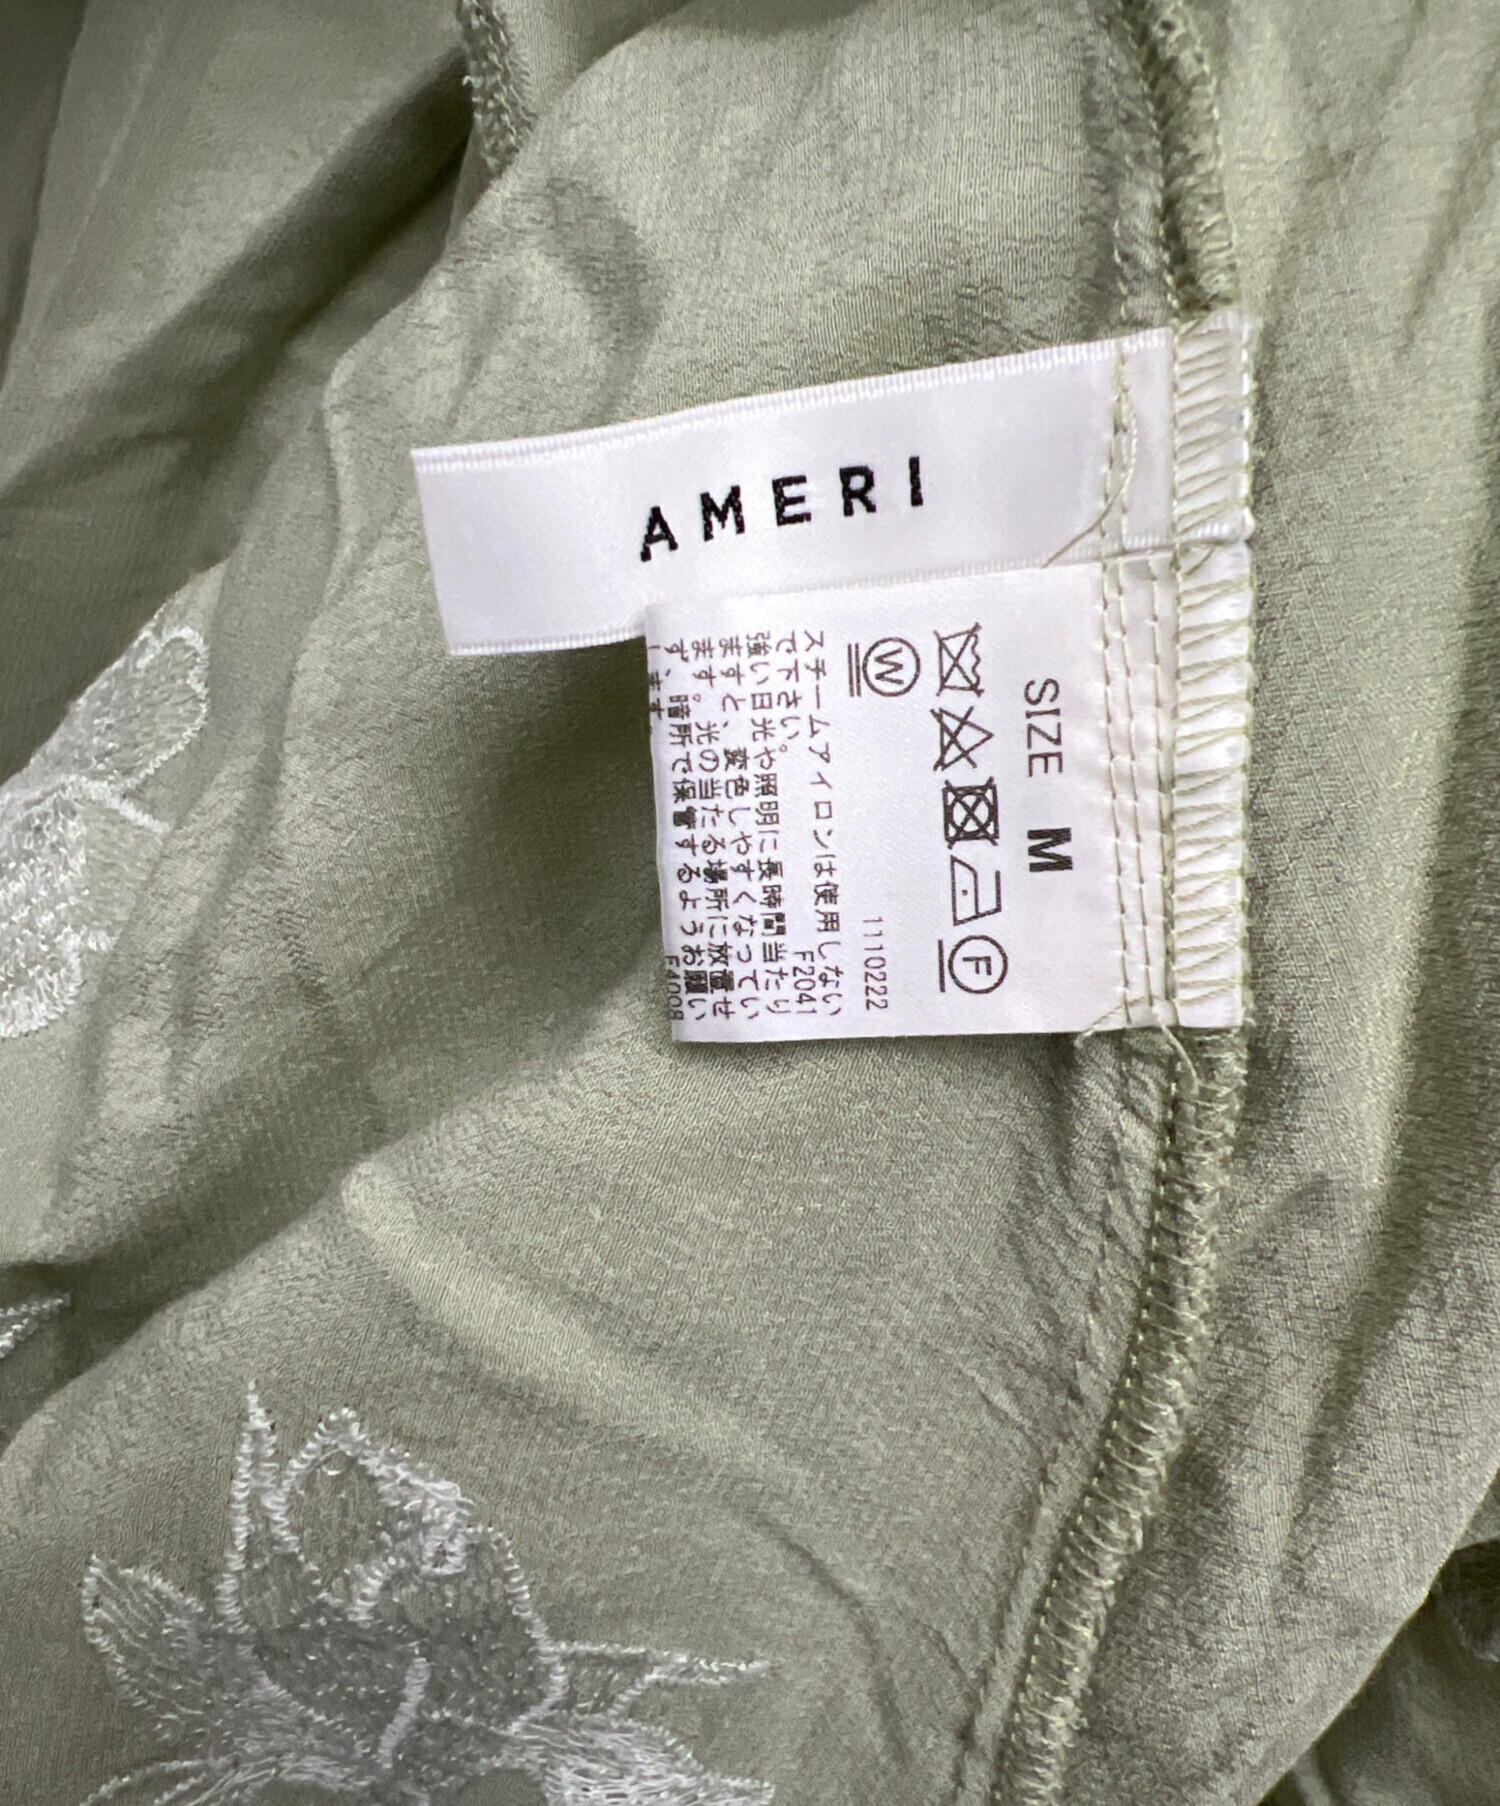 AMERI
SIZE M
F
W
1110222
スチームアイロンは使用しない
で下さい。 F2041
強い日光や照明に長時間当たり
ますと、変色しやすくなってい
ます。光の当たる場所に放置せ
ず、暗所で保管するようお願い
します。 F4008